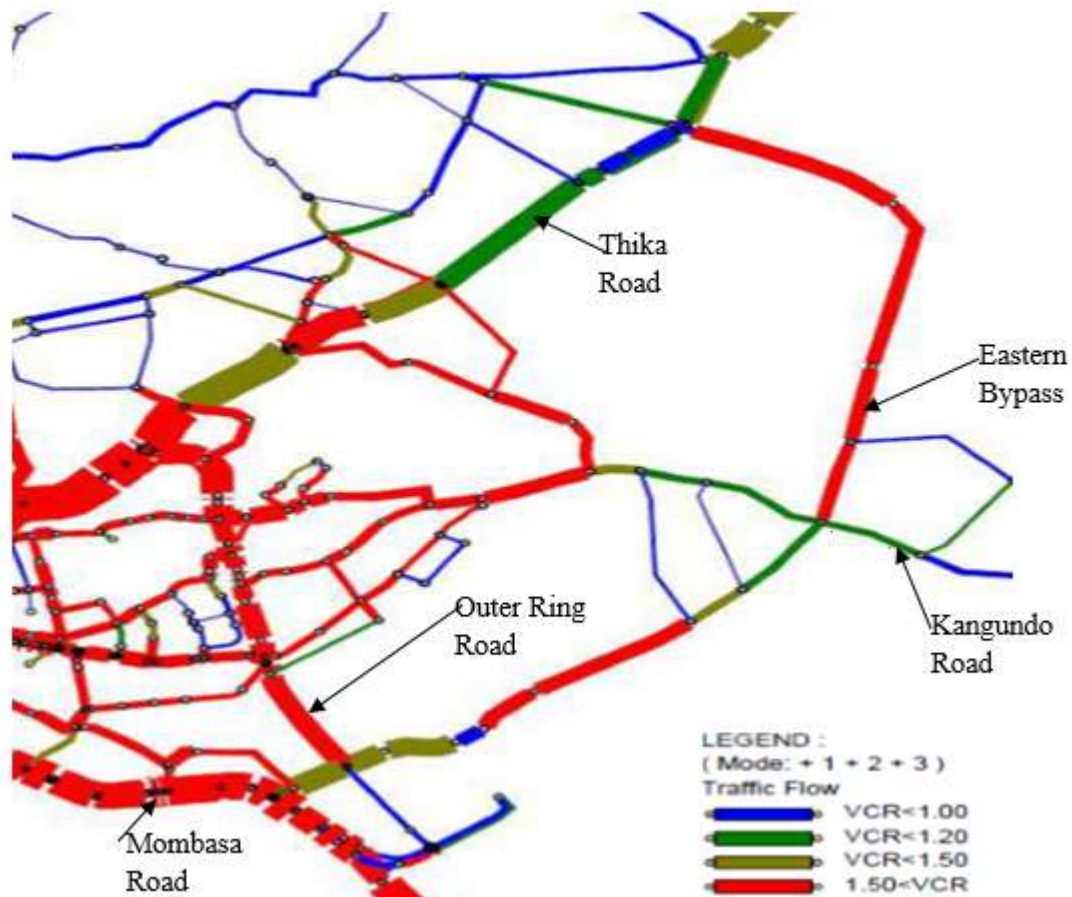 Thika
Road
Eastern
Bypass
Outer Ring
Road
Kangundo
Road
Mombasa
Road
LEGEND :
( Mode: + 1 + 2 + 3 )
Traffic Flow
VCR<1.00
VCR<1.20
VCR<1.50
1.50<VCR